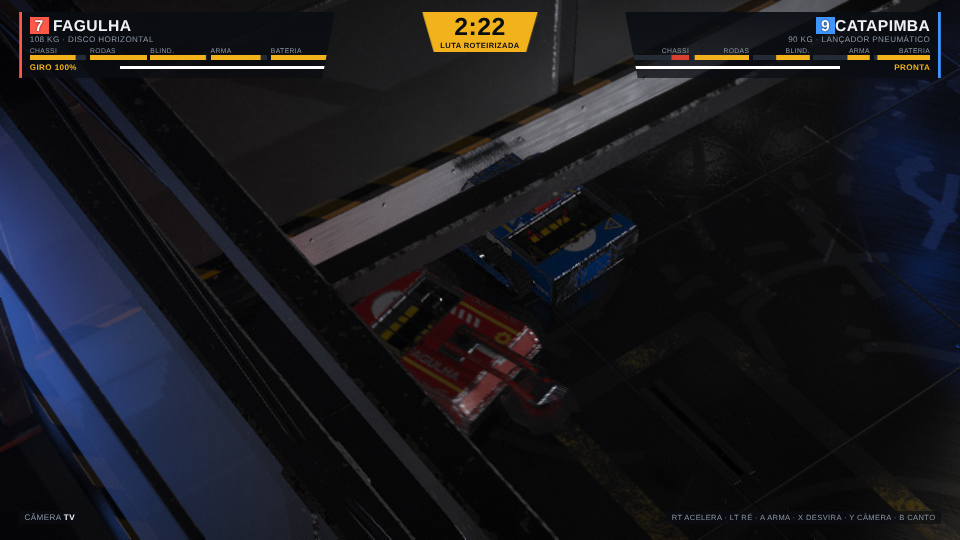 7 FAGULHA
108 KG · DISCO HORIZONTAL
CHASSI RODAS BLIND. ARMA BATERIA
GIRO 100%
2:22
LUTA ROTEIRIZADA
9 CATAPIMBA
90 KG · LANÇADOR PNEUMÁTICO
CHASSI RODAS BLIND. ARMA BATERIA
PRONTA
FAGULHA
CÂMERA TV
RT ACELERA · LT RÉ · A ARMA · X DESVIRA · Y CÂMERA · B CANTO